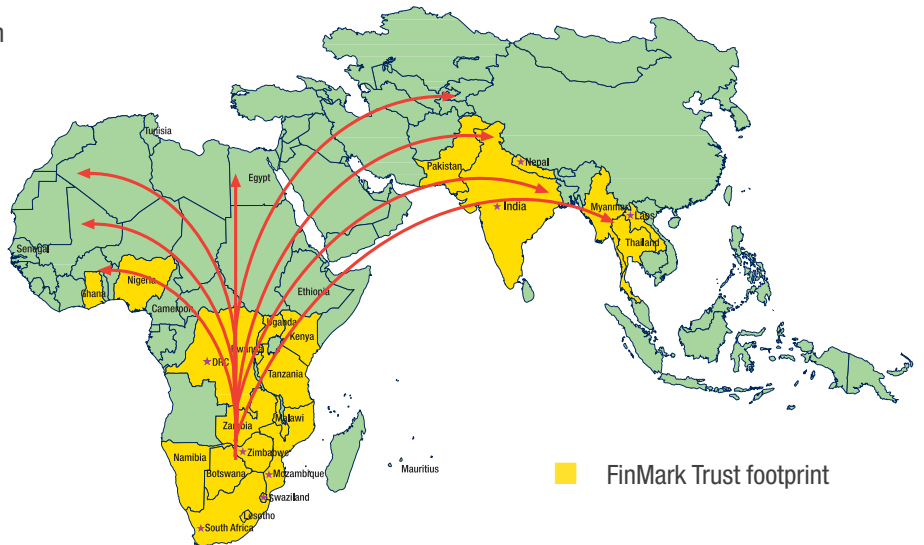 n
Tunisia
Egypt
Pakistan
Nepal
India
Myanmar
Laos
Thailand
Senegal
Ghana
Nigeria
Cameroon
Ethiopia
Uganda
Kenya
Rwanda
DRC
Tanzania
Zambia
Malawi
Zimbabwe
Namibia
Botswana
Mozambique
Mauritius
Swaziland
Lesotho
South Africa
FinMark Trust footprint